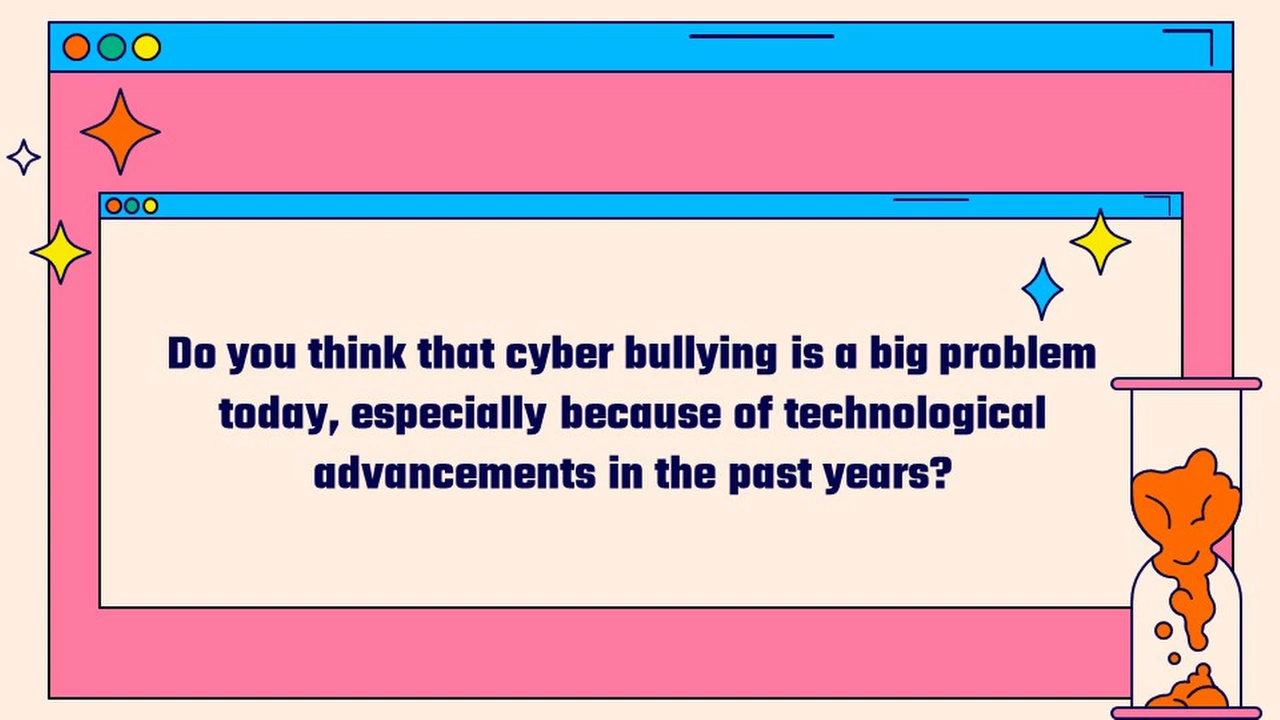 Do you think that cyber bullying is a big problem
today, especially because of technological
advancements in the past years?